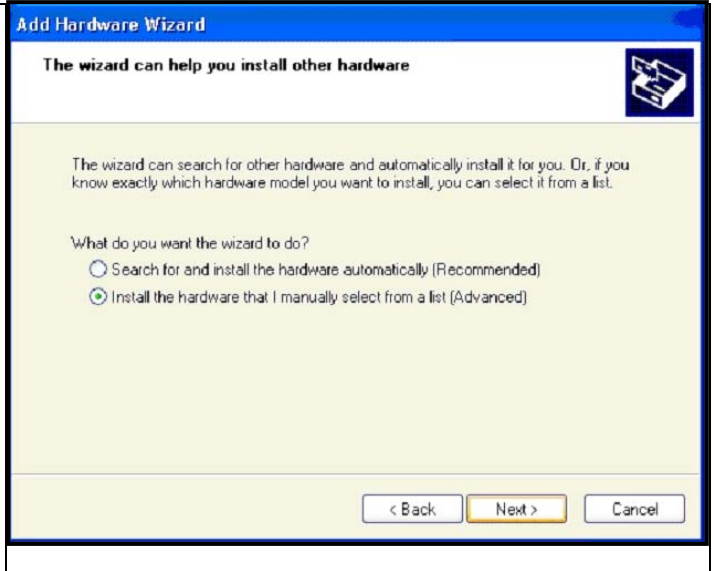 Add Hardware Wizard
The wizard can help you install other hardware
The wizard can search for other hardware and automatically install it for you. Or, if you
know exactly which hardware model you want to install, you can select it from a list.
What do you want the wizard to do?
Search for and install the hardware automatically (Recommended)
Install the hardware that I manually select from a list (Advanced)
< Back Next > Cancel